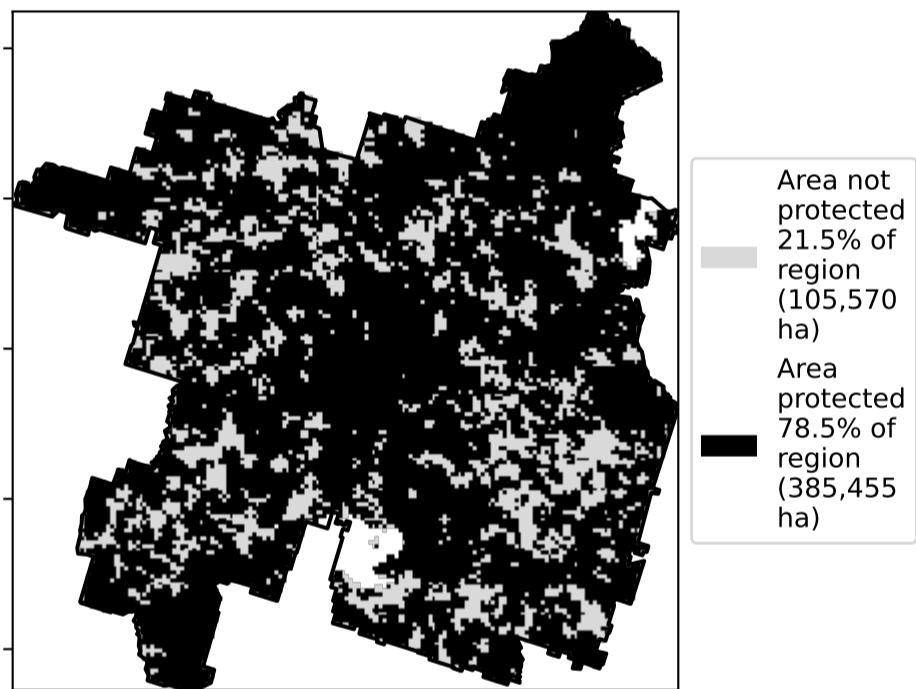 Area not
protected
21.5% of
region
(105,570
ha)
Area
protected
78.5% of
region
(385,455
ha)